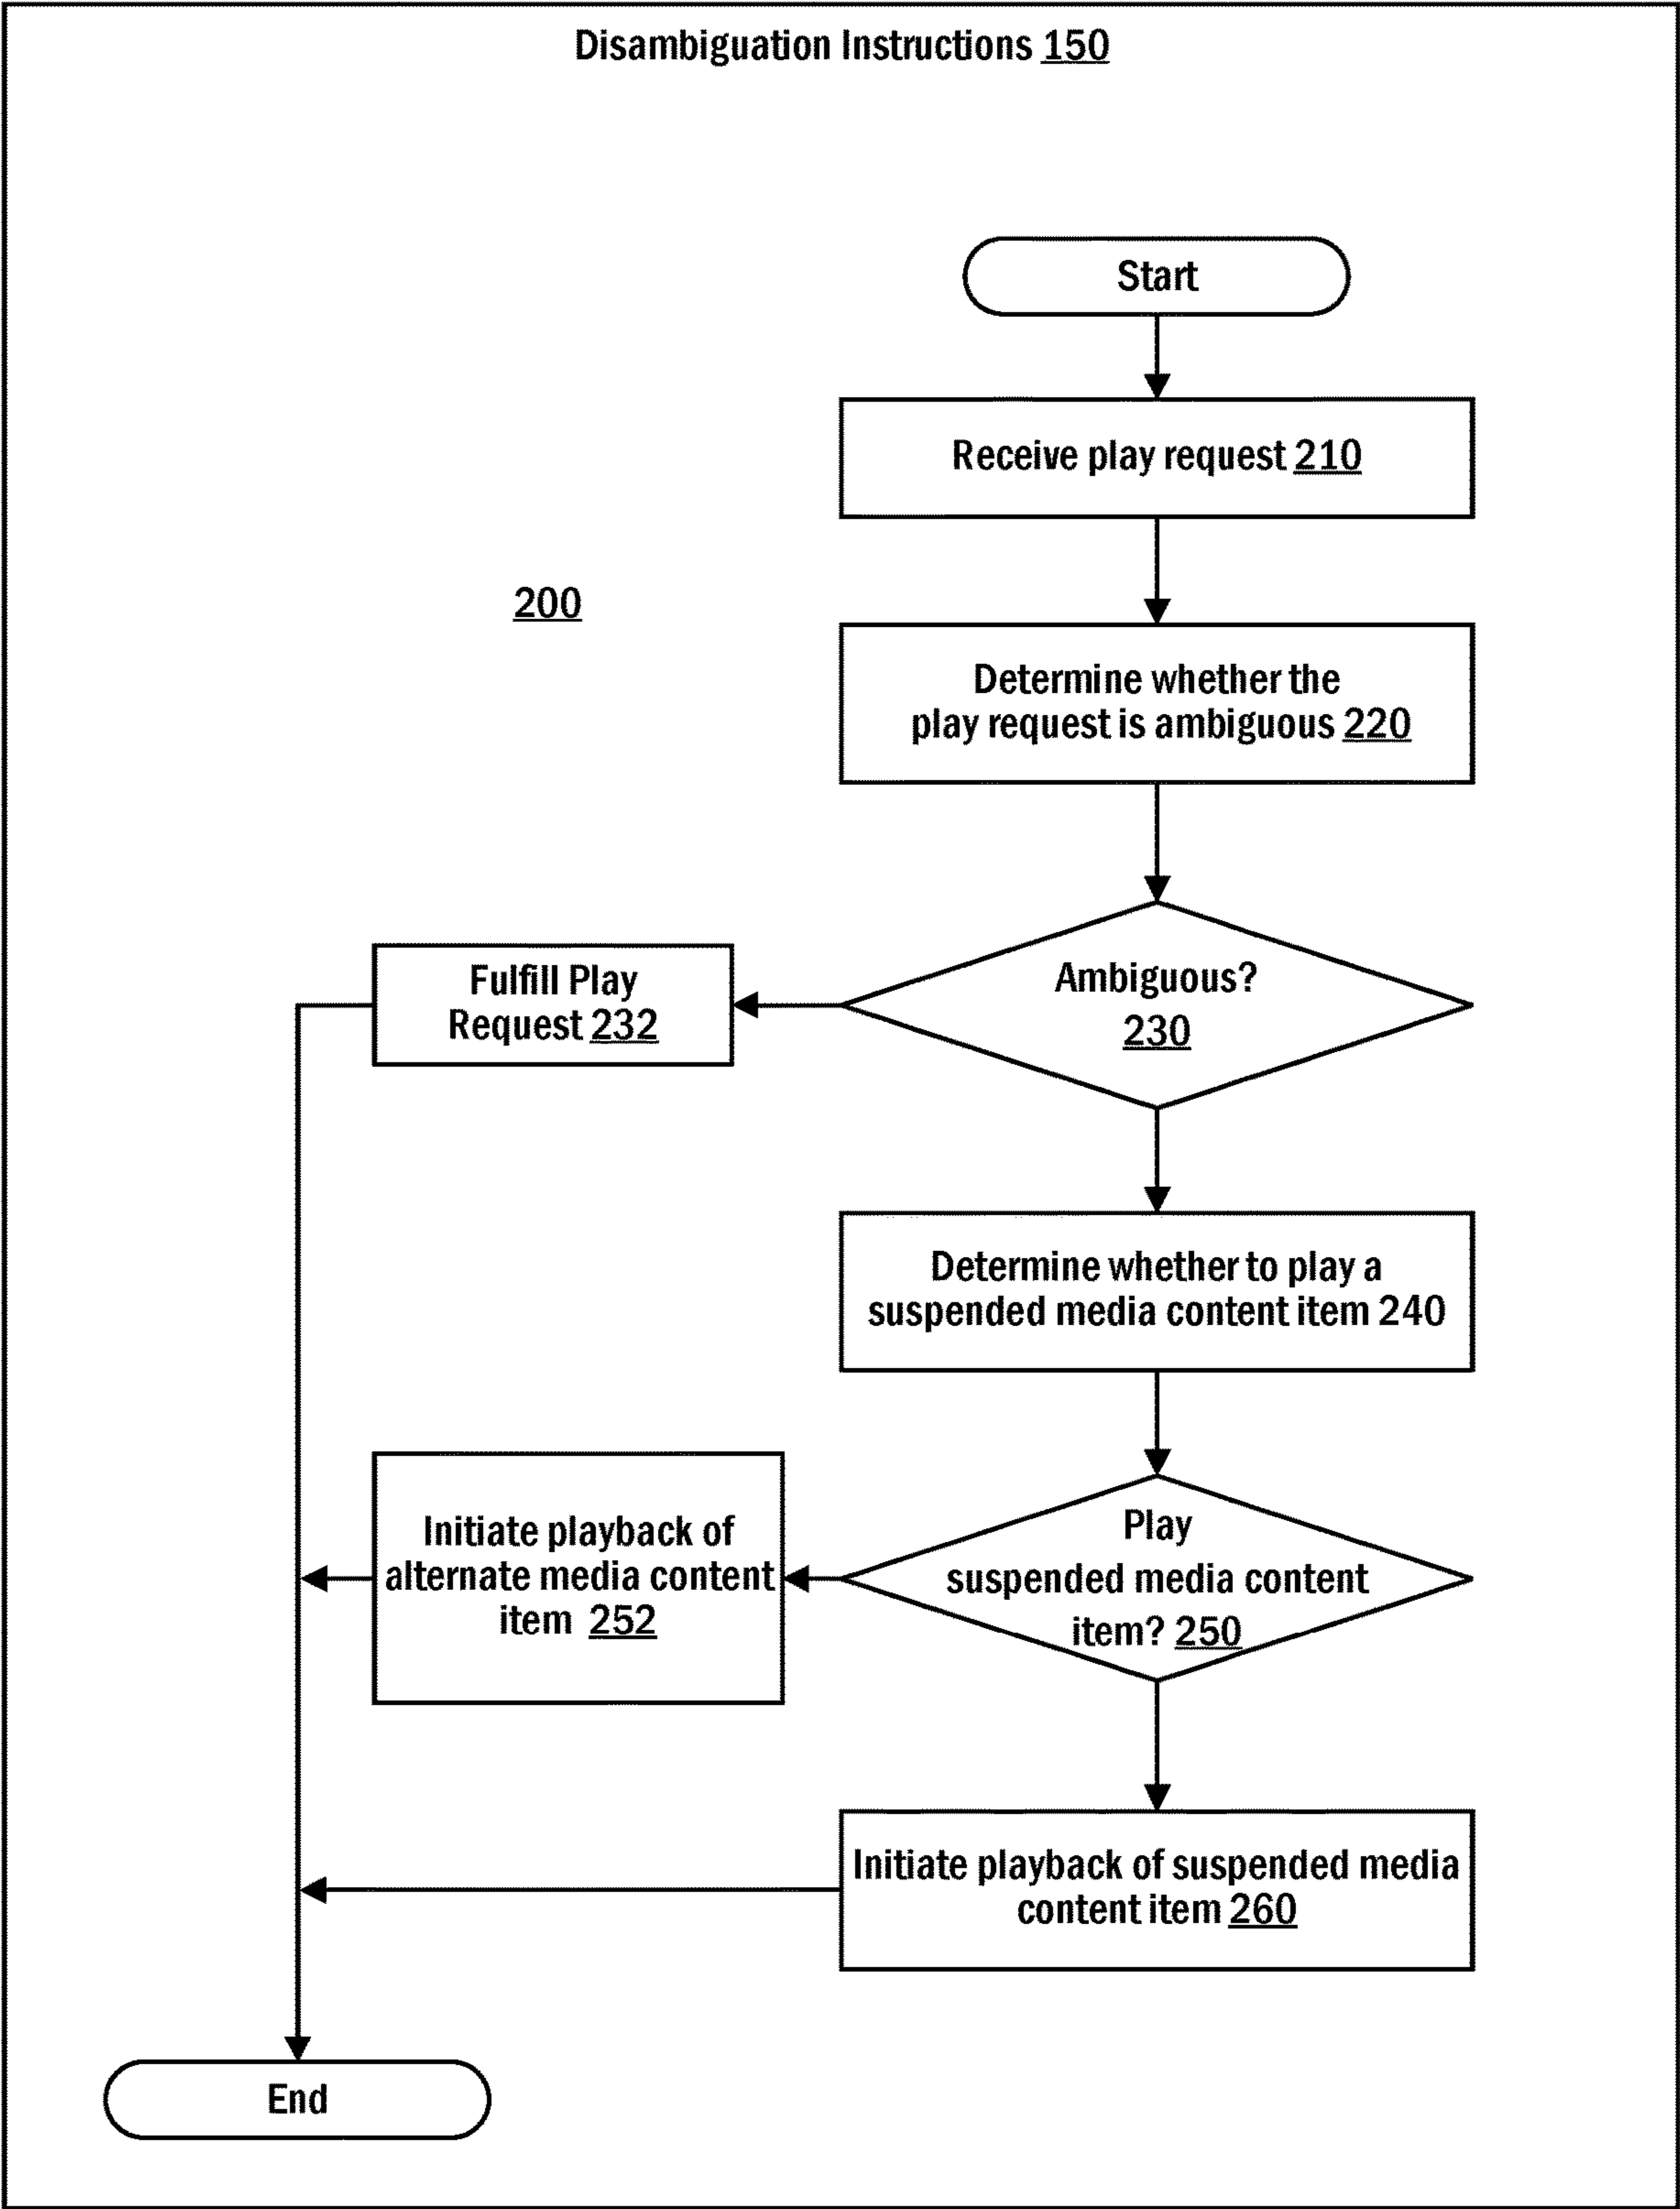 Disambiguation Instructions 150
Start
Receive play request 210
200
Determine whether the
play request is ambiguous 220
Ambiguous?
230
Fulfill Play
Request 232
Determine whether to play a
suspended media content item 240
Play
suspended media content
item? 250
Initiate playback of
alternate media content
item 252
Initiate playback of suspended media
content item 260
End